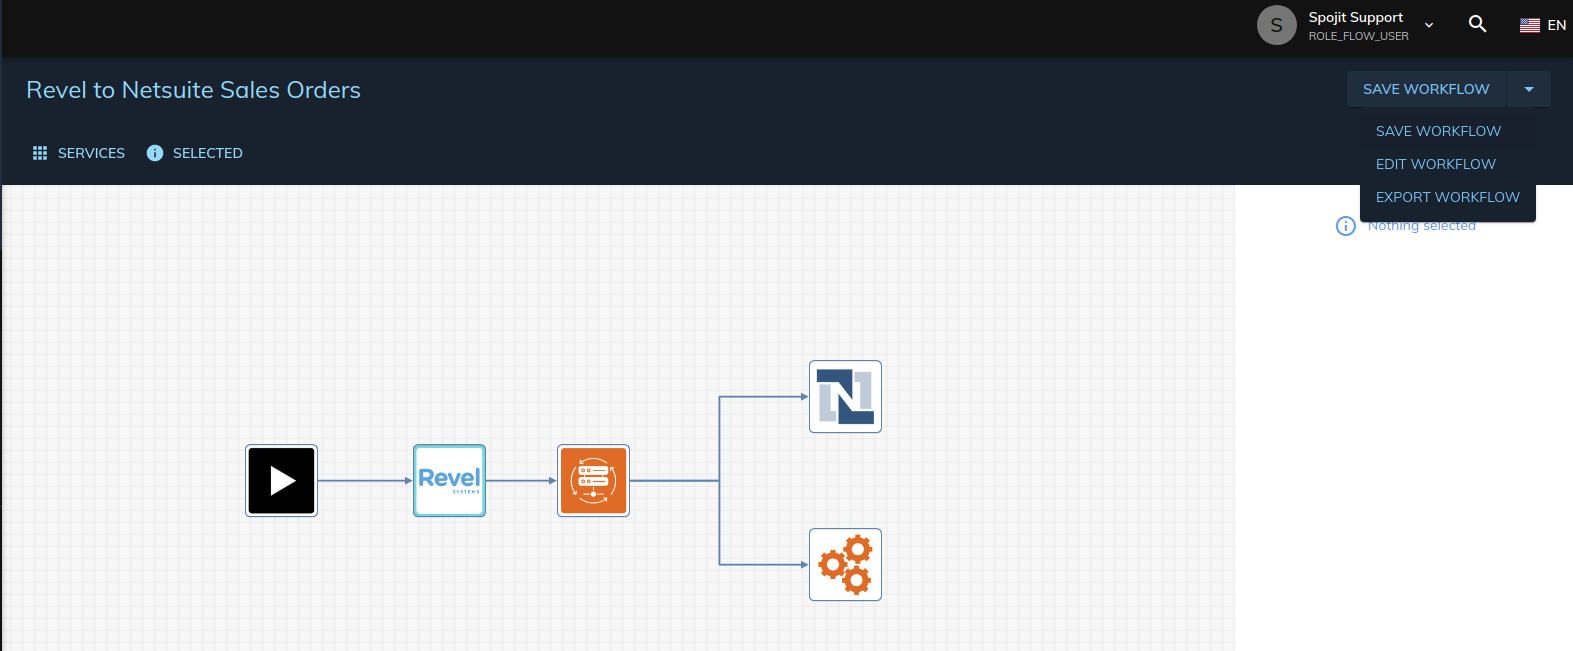 Spojit Support
ROLE_FLOW_USER
S
EN
Revel to Netsuite Sales Orders
SAVE WORKFLOW
SAVE WORKFLOW
EDIT WORKFLOW
EXPORT WORKFLOW
SERVICES
SELECTED
Nothing selected
N
Revel
SYSTEMS